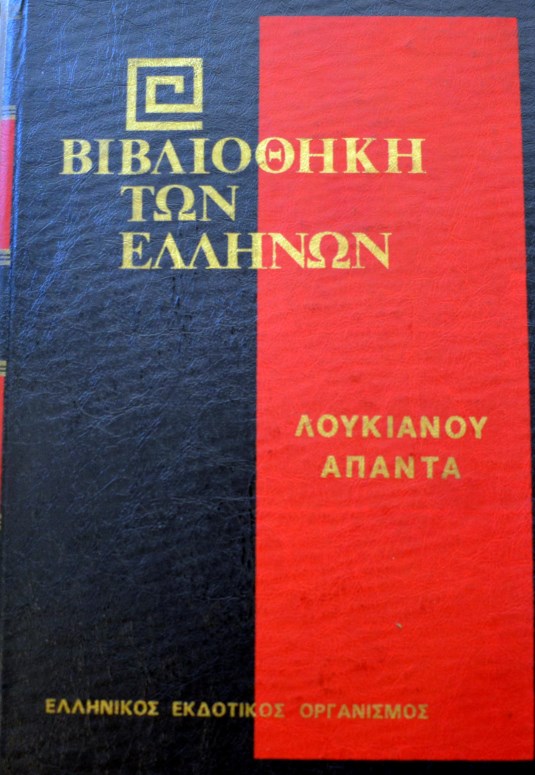 ΒΙΒΛΙΟΘΗΚΗ
ΤΩΝ
ΕΛΛΗΝΩΝ
ΛΟΥΚΙΑΝΟΥ
ΑΠΑΝΤΑ
ΕΛΛΗΝΙΚΟΣ ΕΚΔΟΤΙΚΟΣ ΟΡΓΑΝΙΣΜΟΣ